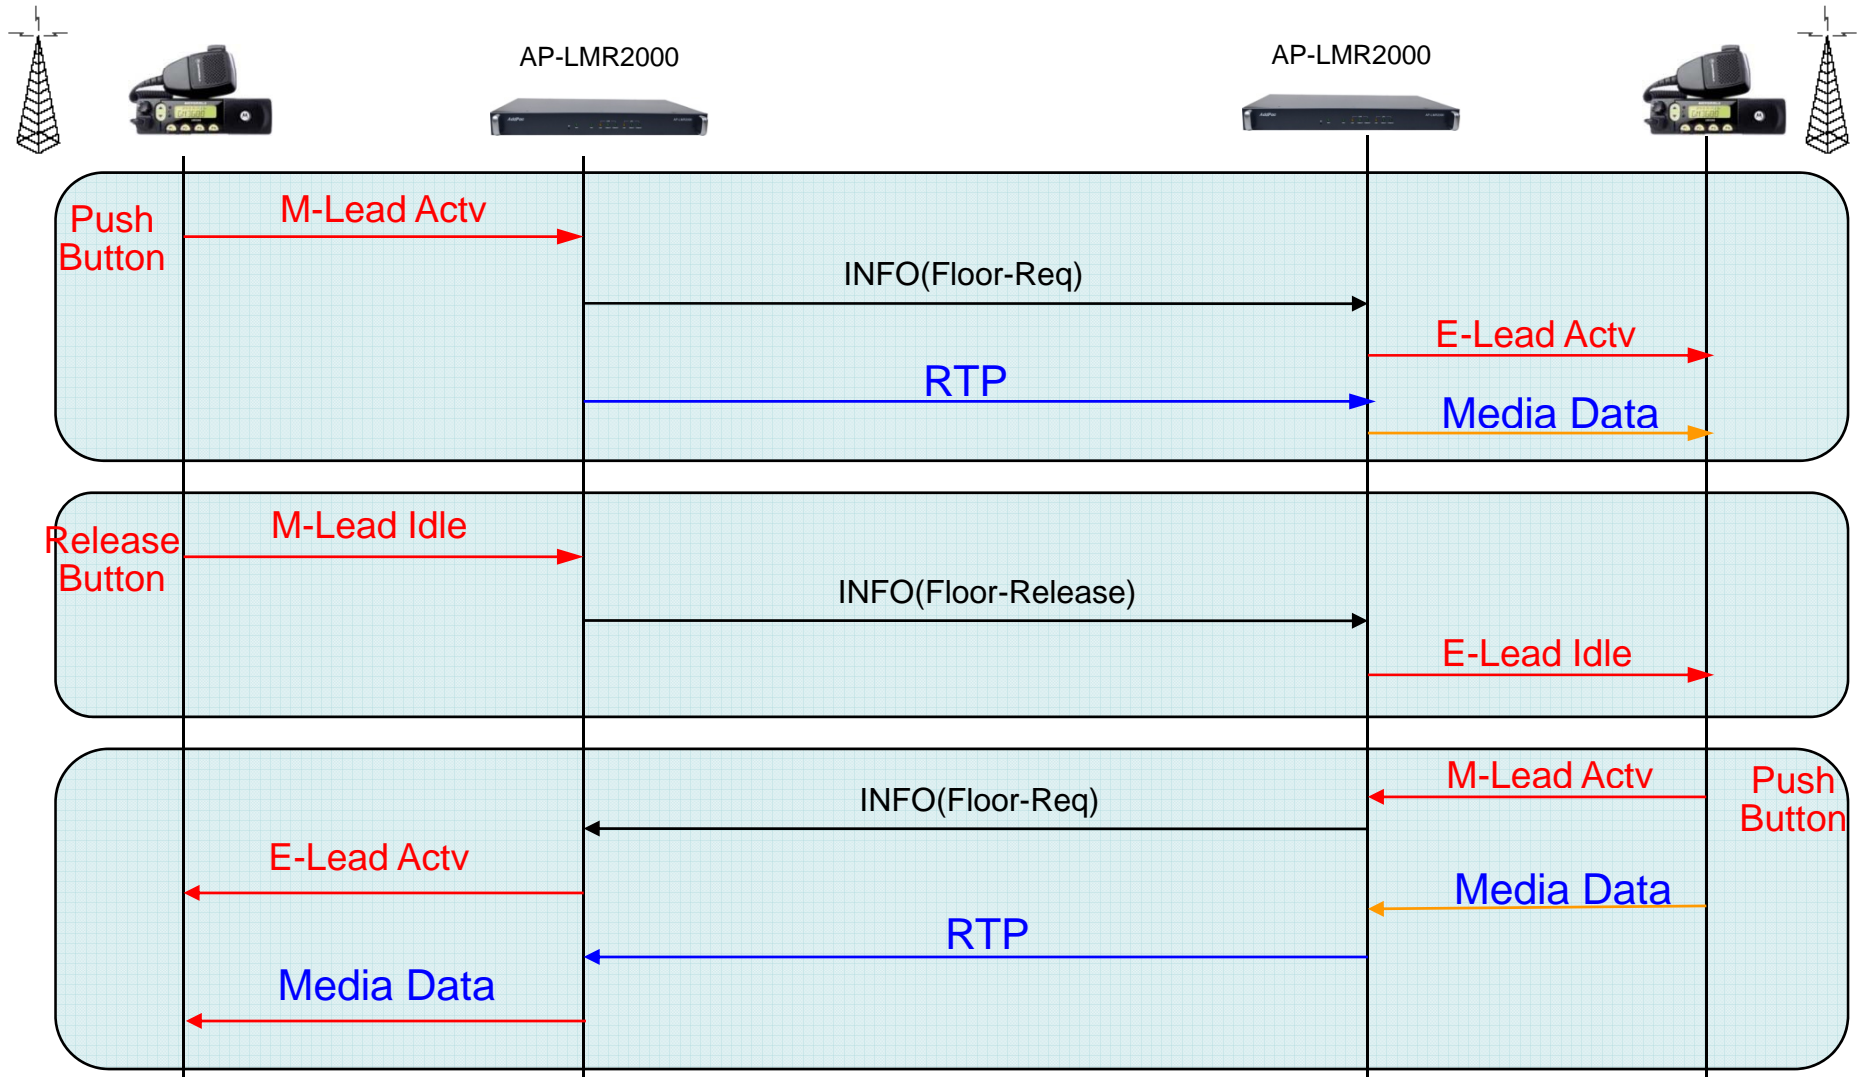 AP-LMR2000
AP-LMR2000
Push
Button
M-Lead Actv
INFO(Floor-Req)
E-Lead Actv
RTP
Media Data
Release
Button
M-Lead Idle
INFO(Floor-Release)
E-Lead Idle
M-Lead Actv
Push
Button
INFO(Floor-Req)
E-Lead Actv
Media Data
RTP
Media Data